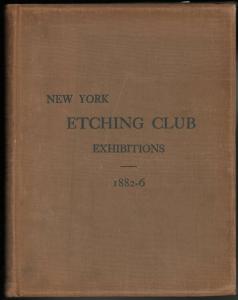 NEW YORK
ETCHING CLUB
EXHIBITIONS
1882-6